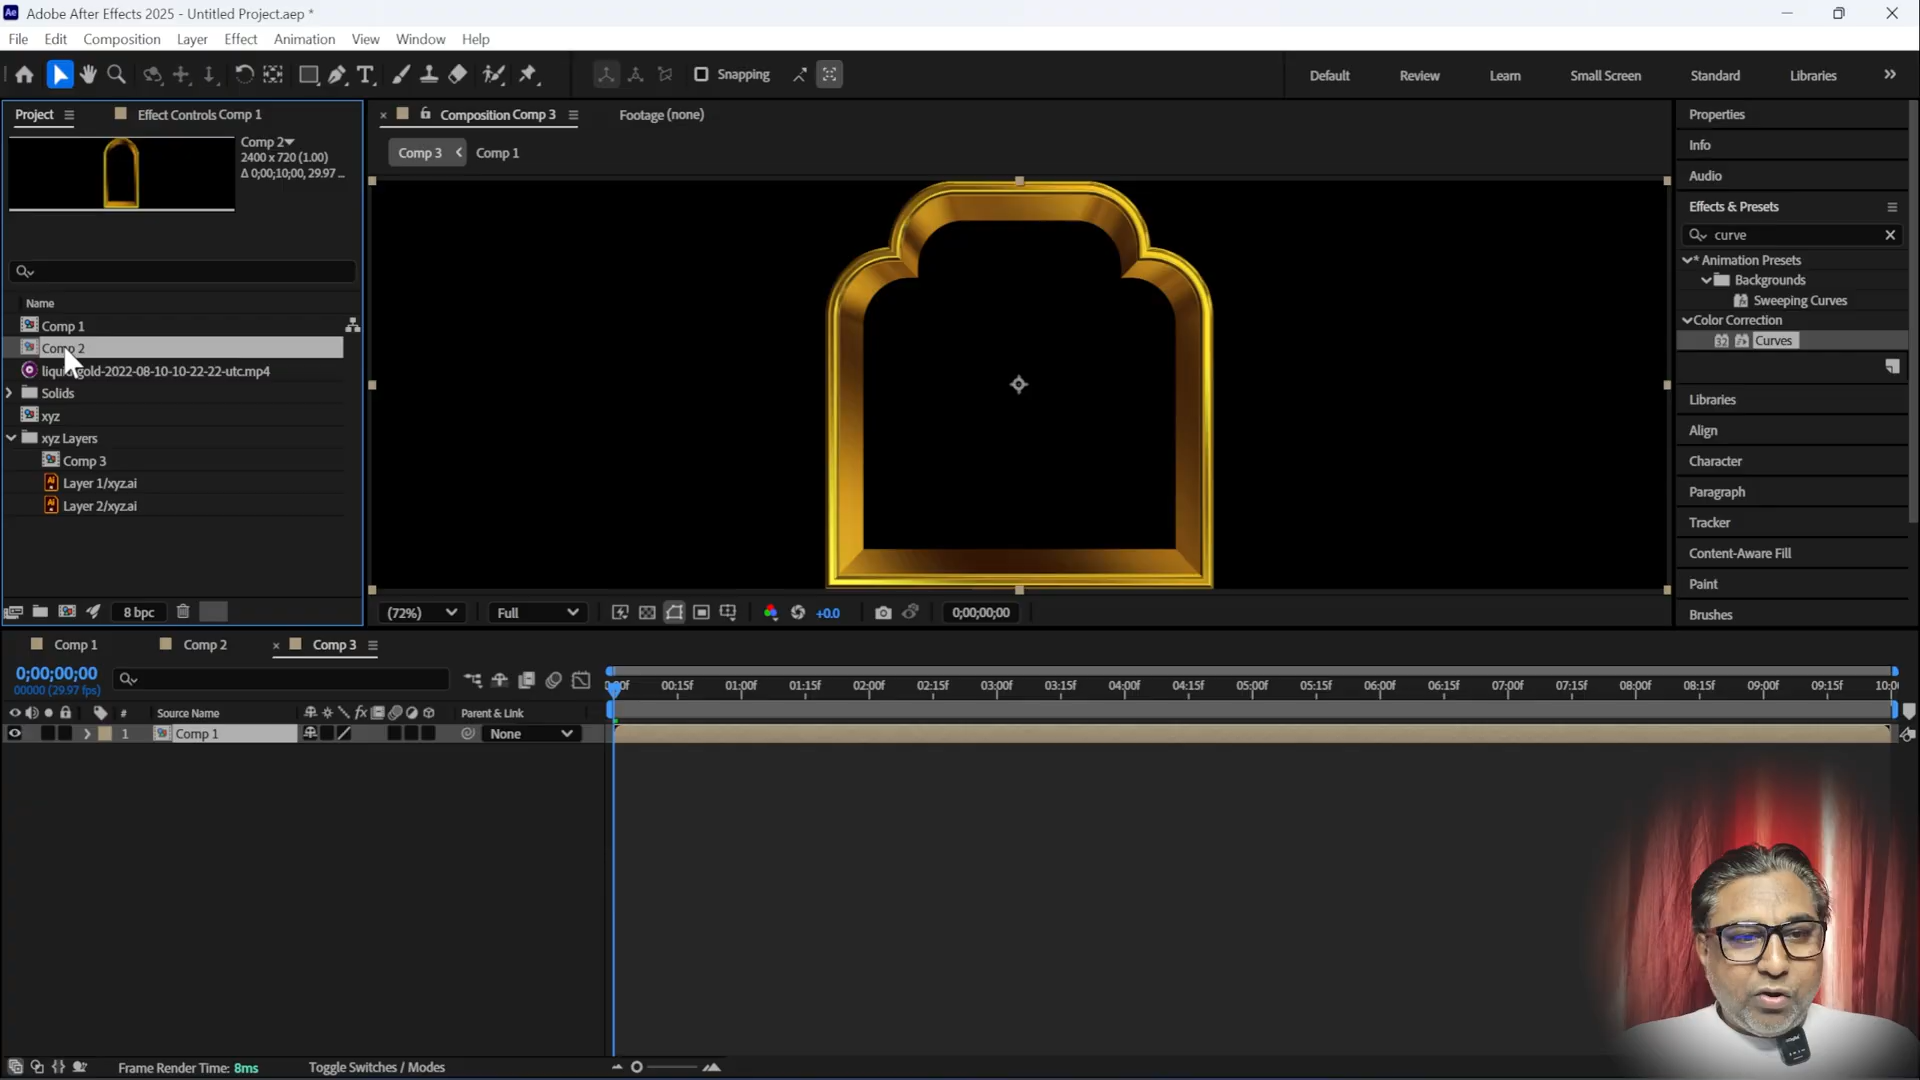 Ae Adobe After Effects 2025 - Untitled Project.aep *
File Edit Composition Layer Effect Animation View Window Help
T Snapping Default Review Learn Small Screen Standard Libraries
Project Effect Controls Comp 1
Composition Comp 3 Footage (none)
Comp 3 Comp 1
Comp 2
2400 x 720 (1.00)
Δ 0;00;10;00, 29.97 ...
Name
Comp 1
Comp 2
liquid-gold-2022-08-10-10-22-22-utc.mp4
Solids
xyz
xyz Layers
Comp 3
Layer 1/xyz.ai
Layer 2/xyz.ai
8 bpc
(72%) Full +0.0 0;00;00;00
Properties
Info
Audio
Effects & Presets
curve
* Animation Presets
Backgrounds
Sweeping Curves
Color Correction
32 Curves
Libraries
Align
Character
Paragraph
Tracker
Content-Aware Fill
Paint
Brushes
Comp 1 Comp 2 Comp 3
0;00;00;00
00000 (29.97 fps)
00:15f 01:00f 01:15f 02:00f 02:15f 03:00f 03:15f 04:00f 04:15f 05:00f 05:15f 06:00f 06:15f 07:00f 07:15f 08:00f 08:15f 09:00f 09:15f 10:0
# Source Name fx Parent & Link
1 Comp 1 None
Frame Render Time: 8ms Toggle Switches / Modes